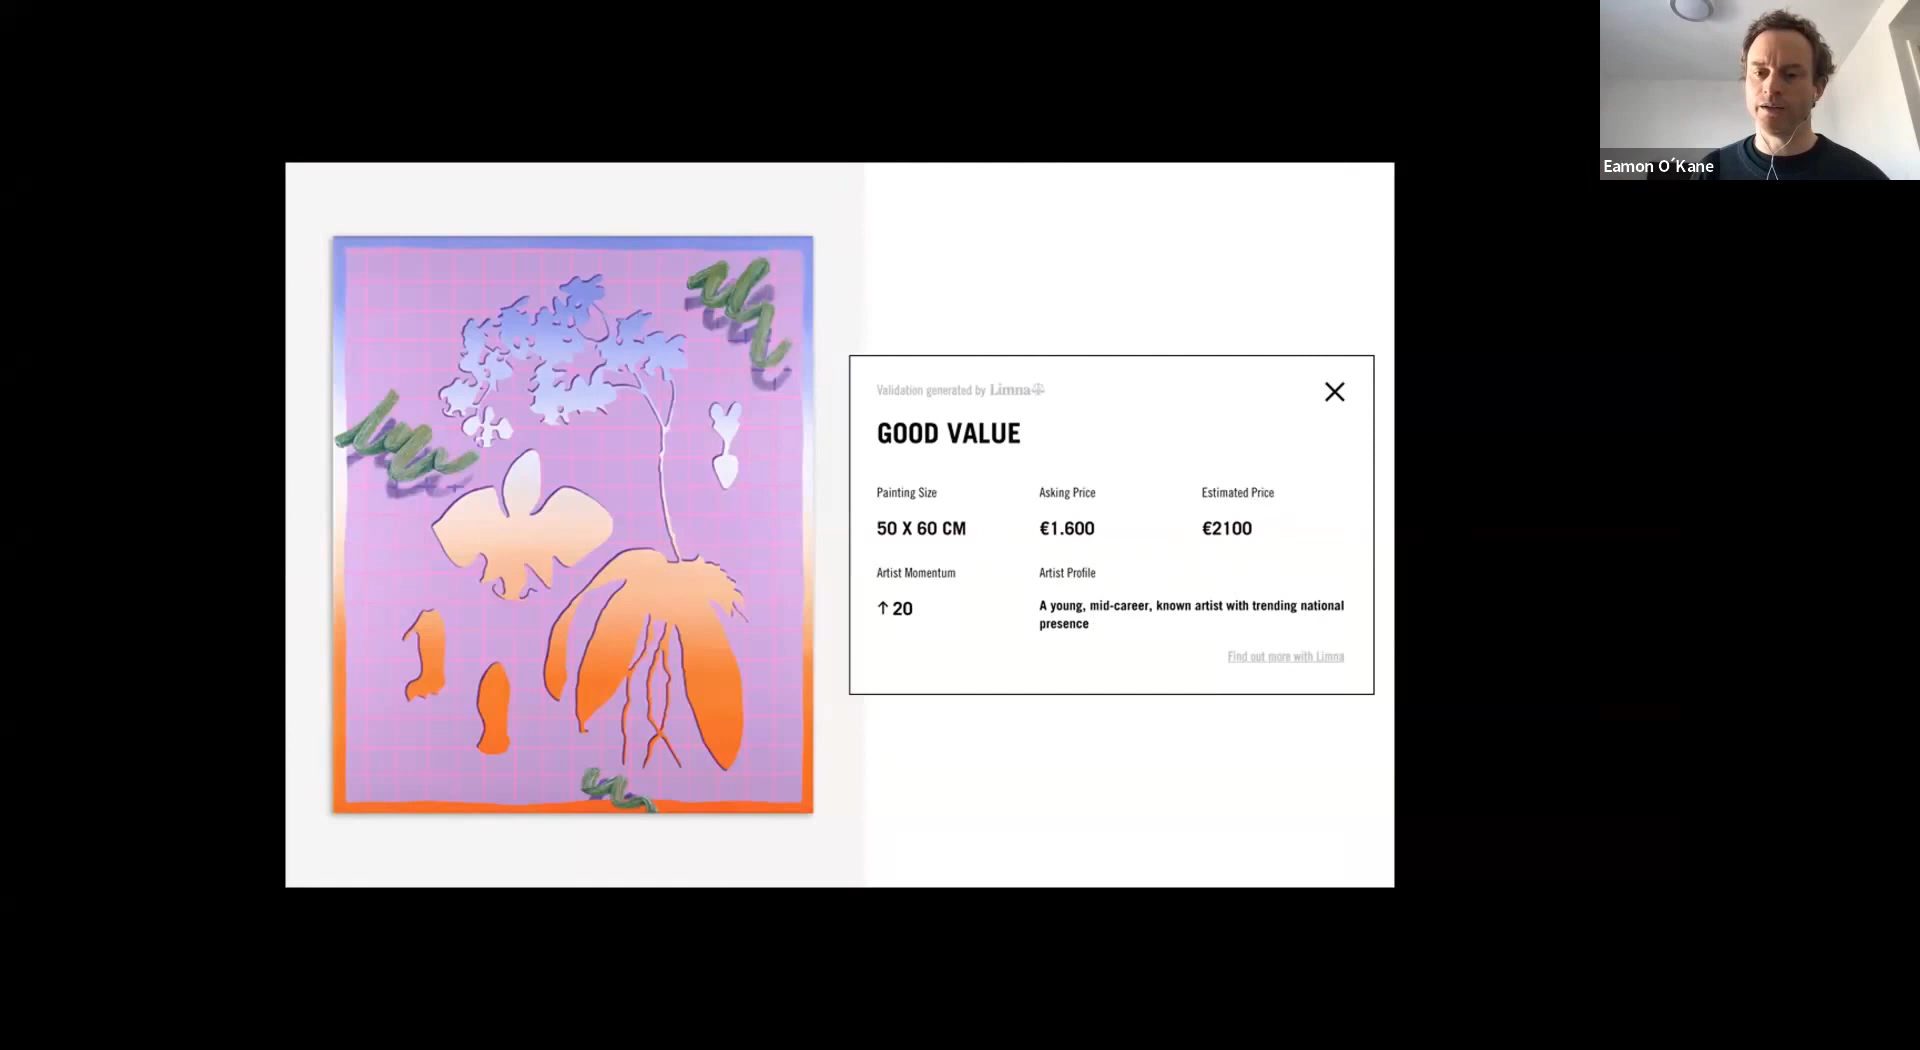 Eamon O´Kane
Validation generated by Limna
GOOD VALUE
Painting Size
Asking Price
Estimated Price
50 X 60 CM
€1.600
€2100
Artist Momentum
Artist Profile
↑ 20
A young, mid-career, known artist with trending national
presence
Find out more with Limna